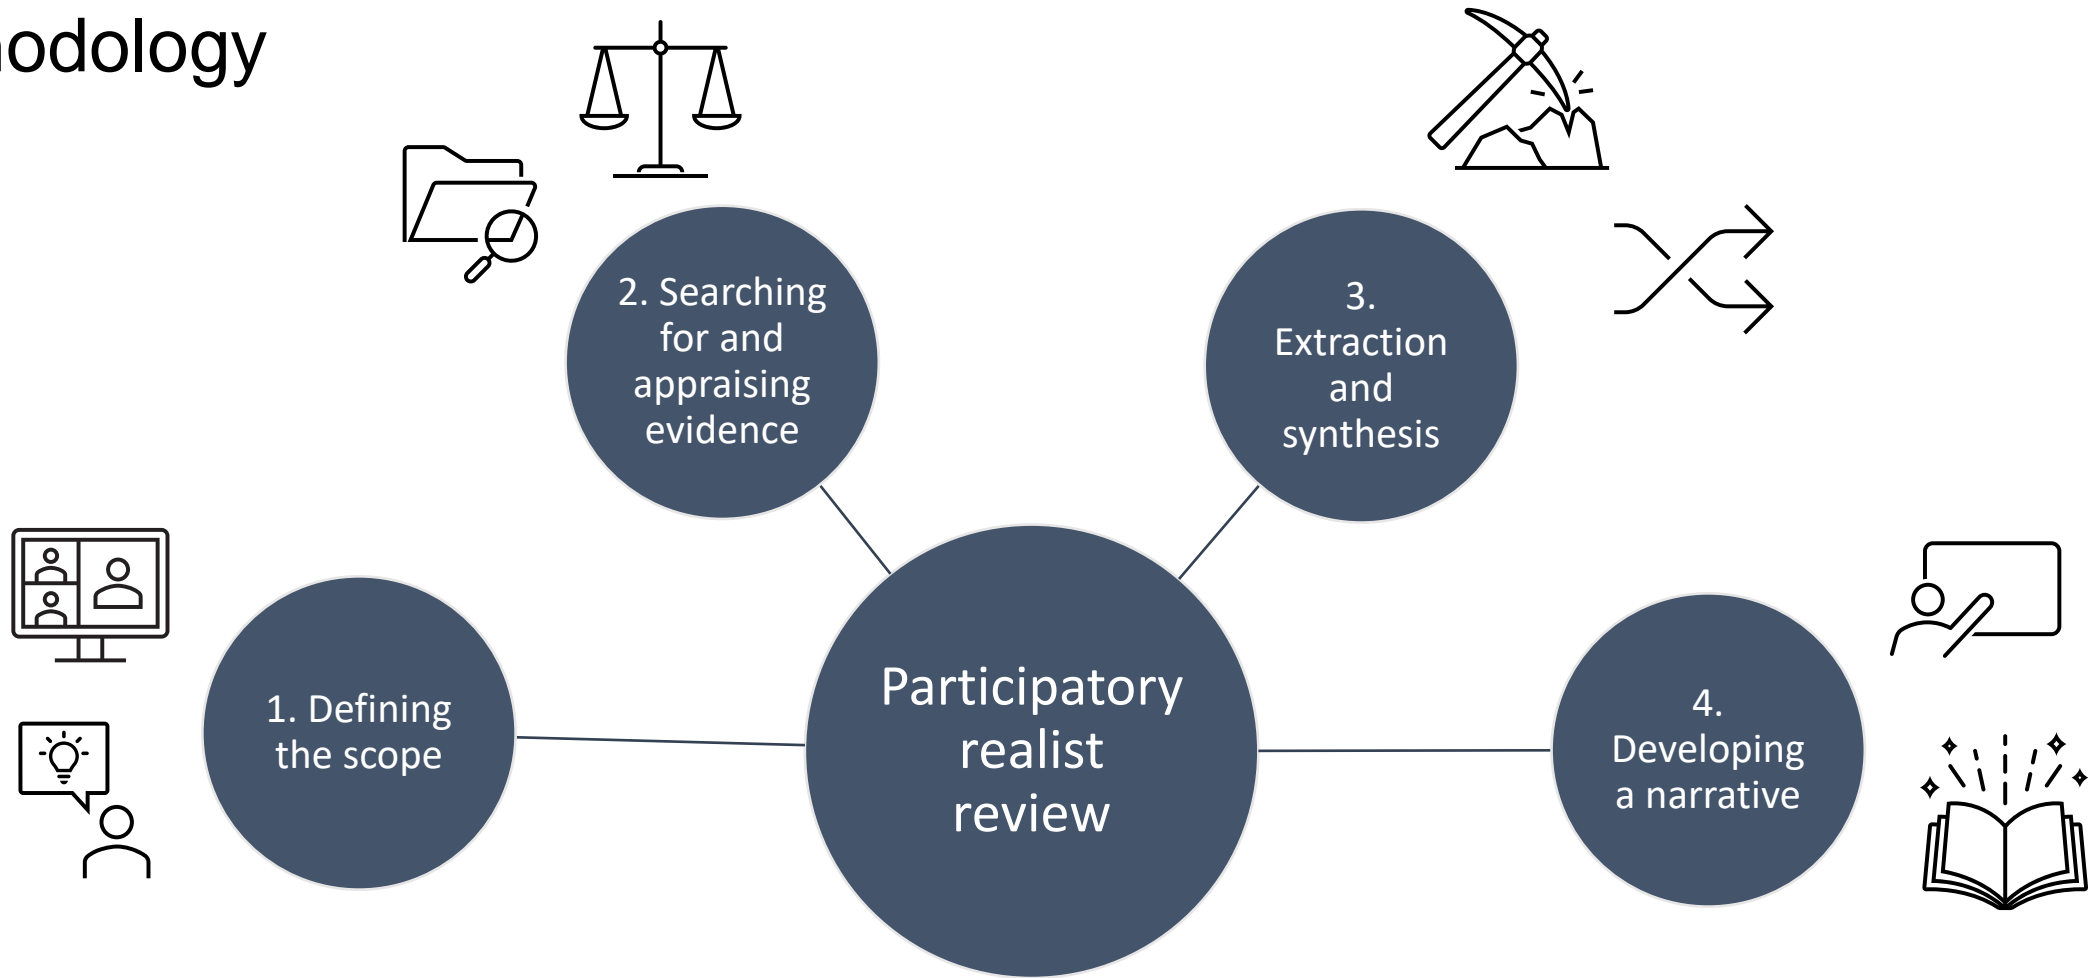 odology
1. Defining
the scope
2. Searching
for and
appraising
evidence
3.
Extraction
and
synthesis
4.
Developing
a narrative
Participatory
realist
review